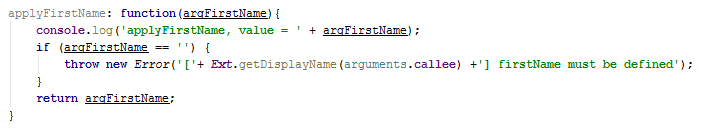 applyFirstName: function(argFirstName){
console.log('applyFirstName, value = ' + argFirstName);
if (argFirstName == '') {
throw new Error('['+ Ext.getDisplayName(arguments.callee) +'] firstName must be defined');
}
return argFirstName;
}